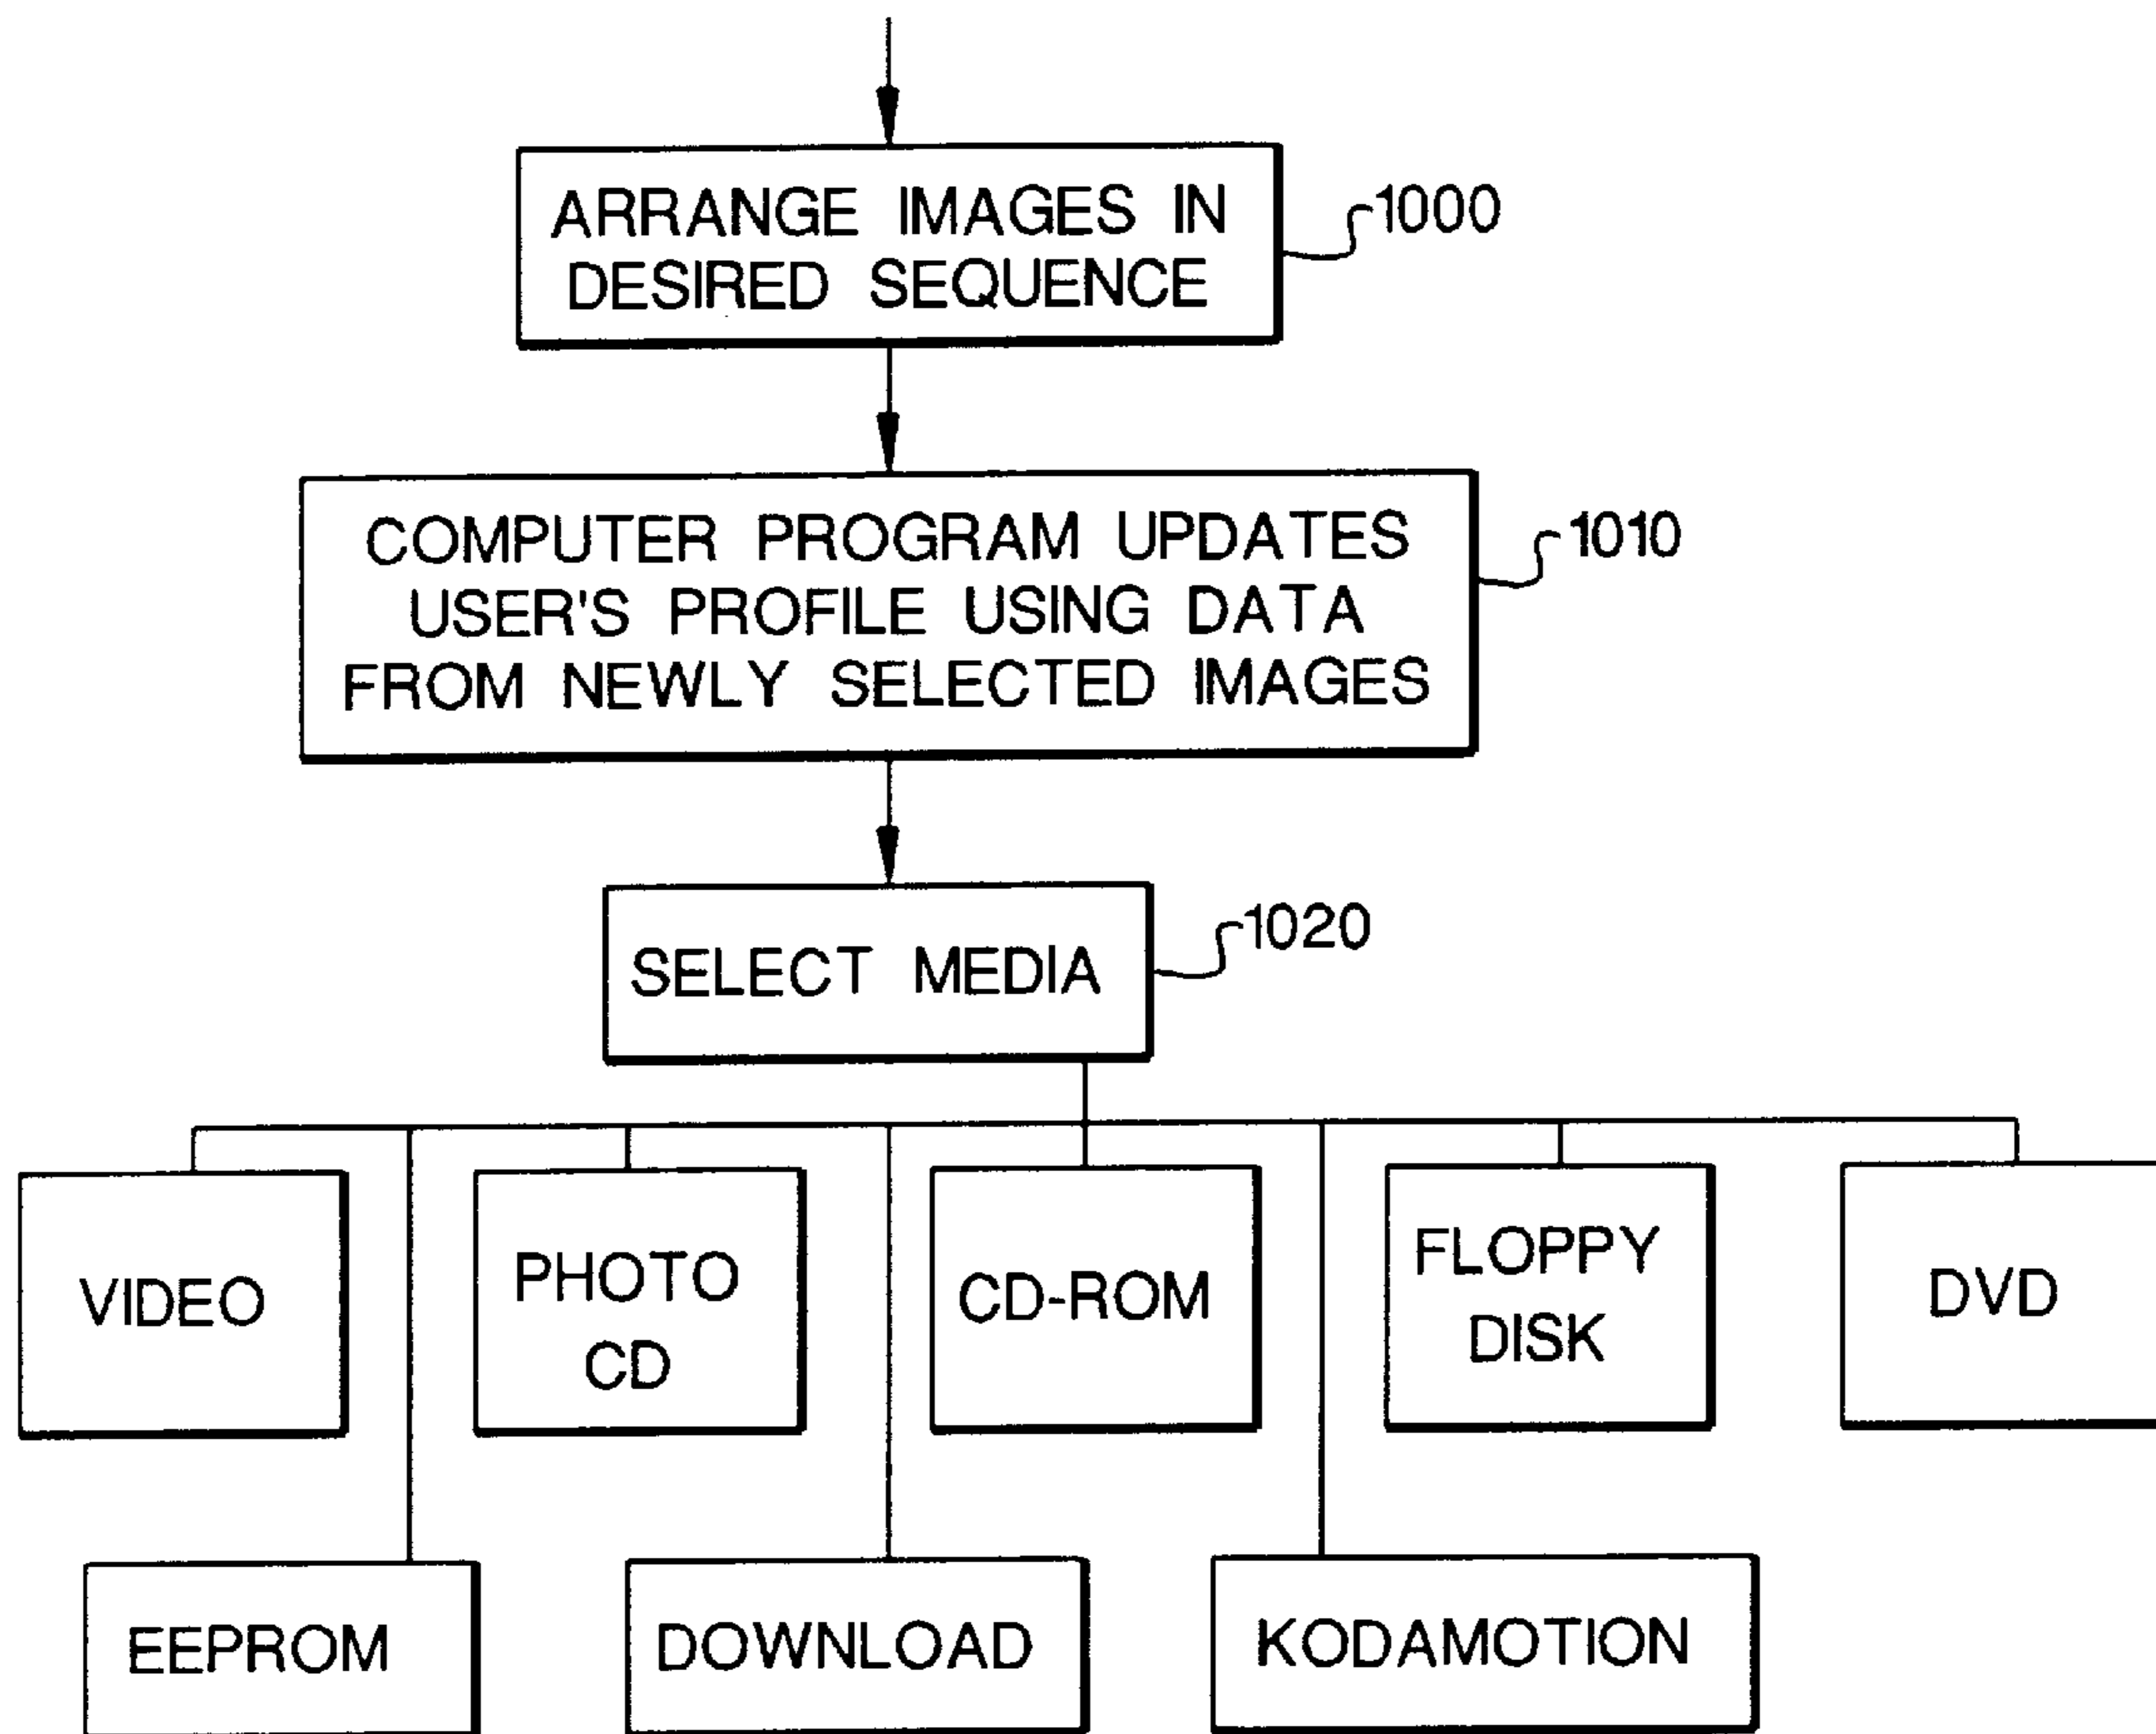 ARRANGE IMAGES IN
DESIRED SEQUENCE
1000
COMPUTER PROGRAM UPDATES
USER'S PROFILE USING DATA
FROM NEWLY SELECTED IMAGES
1010
SELECT MEDIA
1020
VIDEO
PHOTO
CD
CD-ROM
FLOPPY
DISK
DVD
EEPROM
DOWNLOAD
KODAMOTION